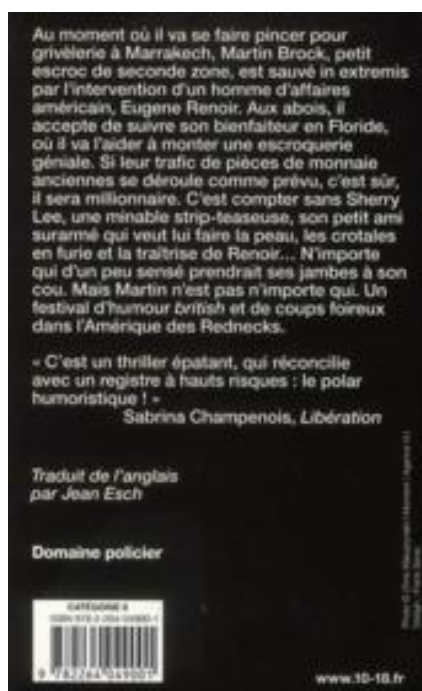 Au moment où il va se faire pincer pour
grivèlerie à Marrakech, Martin Brock, petit
escroc de seconde zone, est sauvé in extremis
par l'intervention d'un homme d'affaires
américain, Eugene Renoir. Aux abois, il
accepte de suivre son bienfaiteur en Floride,
où il va l'aider à monter une escroquerie
géniale. Si leur trafic de pièces de monnaie
anciennes se déroule comme prévu, c'est sûr,
il sera millionnaire. C'est compter sans Sherry
Lee, une minable strip-teaseuse, son petit ami
surarmé qui veut lui faire la peau, les crotales
en furie et la traîtrise de Renoir... N'importe
qui d'un peu sensé prendrait ses jambes à son
cou. Mais Martin n'est pas n'importe qui. Un
festival d'humour british et de coups foireux
dans l'Amérique des Rednecks.
« C'est un thriller épatant, qui réconcilie
avec un registre à hauts risques : le polar
humoristique ! »
Sabrina Champenois, Libération
Traduit de l'anglais
par Jean Esch
Domaine policier
CATÉGORIE
ISBN
9 782264 049001
www.10-18.fr